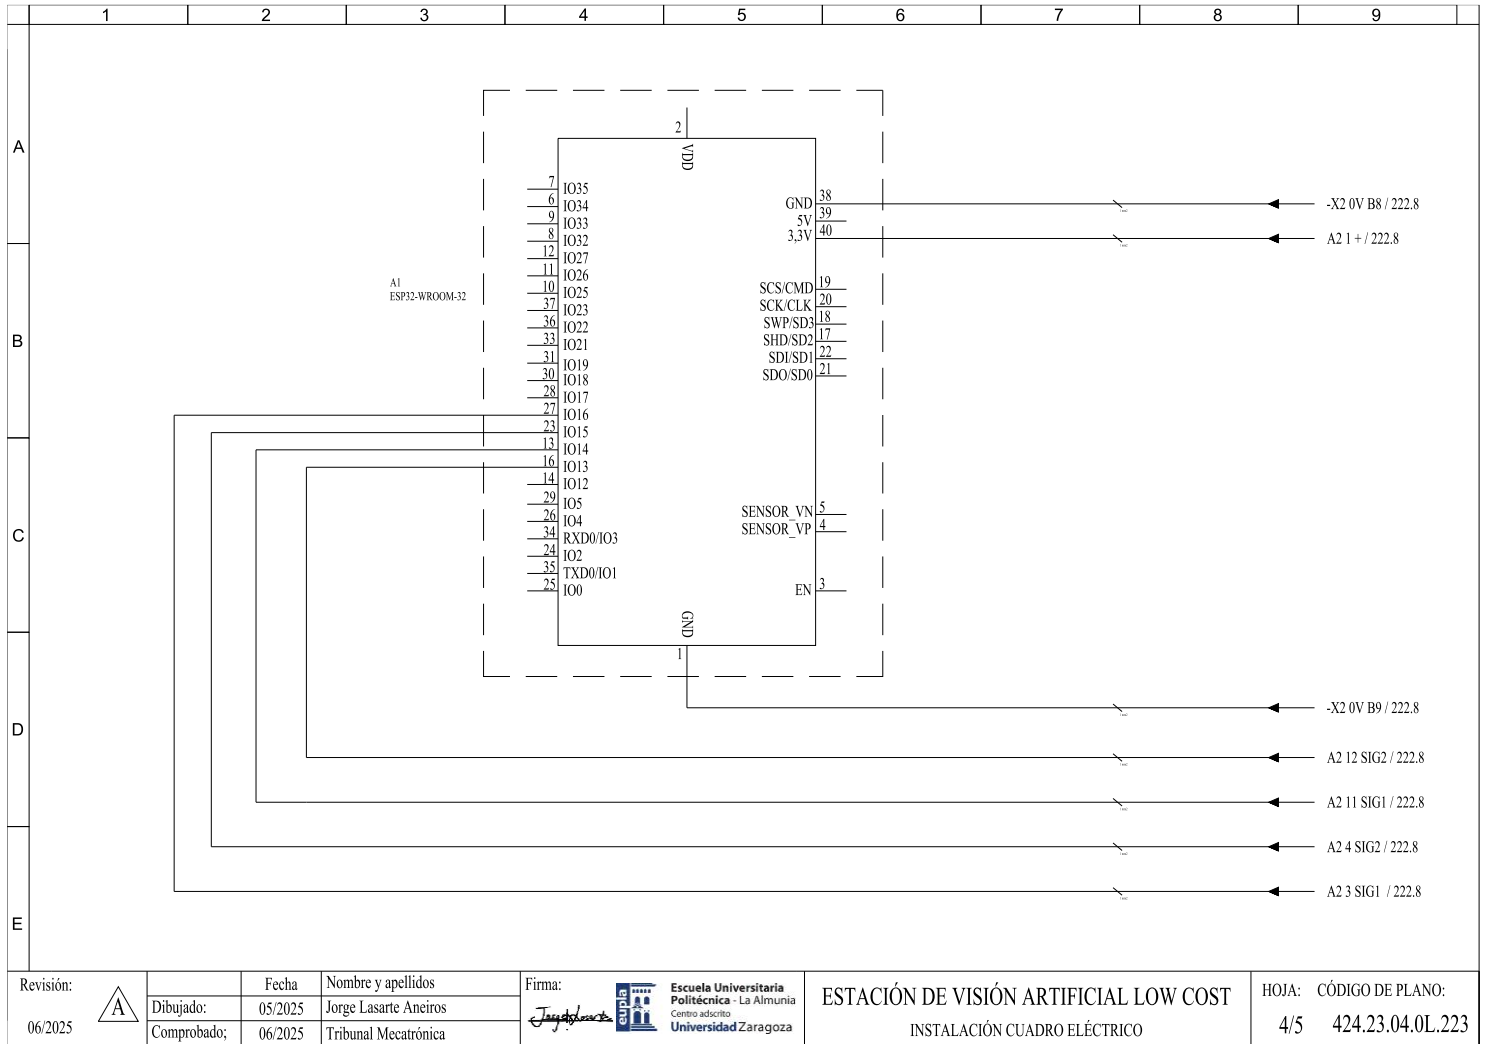 1 2 3 4 5 6 7 8 9
A
B
C
D
E
2
VDD
7 IO35
6 IO34
9 IO33
8 IO32
12 IO27
11 IO26
10 IO25
37 IO23
36 IO22
33 IO21
31 IO19
30 IO18
28 IO17
27 IO16
23 IO15
13 IO14
16 IO13
14 IO12
29 IO5
26 IO4
34 RXD0/IO3
24 IO2
35 TXD0/IO1
25 IO0
A1
ESP32-WROOM-32
GND 38
5V 39
3,3V 40
SCS/CMD 19
SCK/CLK 20
SWP/SD3 18
SHD/SD2 17
SDI/SD1 22
SDO/SD0 21
SENSOR_VN 5
SENSOR_VP 4
EN 3
GND
1
-X2 0V B8 / 222.8
A2 1 + / 222.8
-X2 0V B9 / 222.8
A2 12 SIG2 / 222.8
A2 11 SIG1 / 222.8
A2 4 SIG2 / 222.8
A2 3 SIG1 / 222.8
Revisión:
06/2025
A
Fecha Nombre y apellidos
Dibujado: 05/2025 Jorge Lasarte Aneiros
Comprobado; 06/2025 Tribunal Mecatrónica
Firma:
eupla
Escuela Universitaria
Politécnica - La Almunia
Centro adscrito
Universidad Zaragoza
ESTACIÓN DE VISIÓN ARTIFICIAL LOW COST
INSTALACIÓN CUADRO ELÉCTRICO
HOJA:
4/5
CÓDIGO DE PLANO:
424.23.04.0L.223